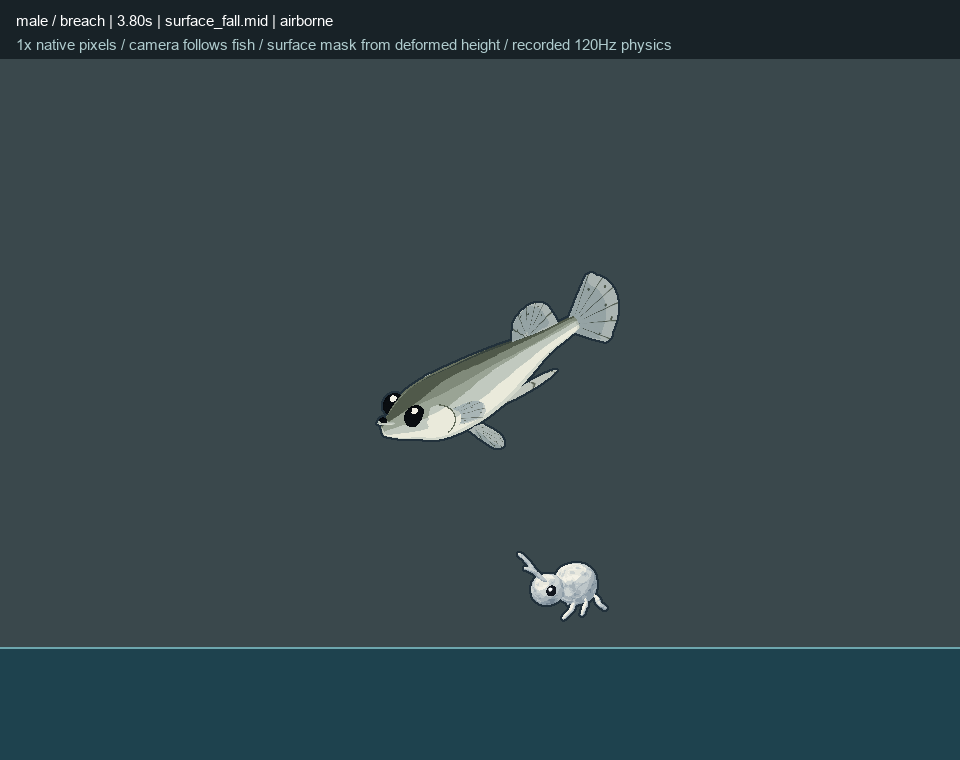 male / breach | 3.80s | surface_fall.mid | airborne
1x native pixels / camera follows fish / surface mask from deformed height / recorded 120Hz physics